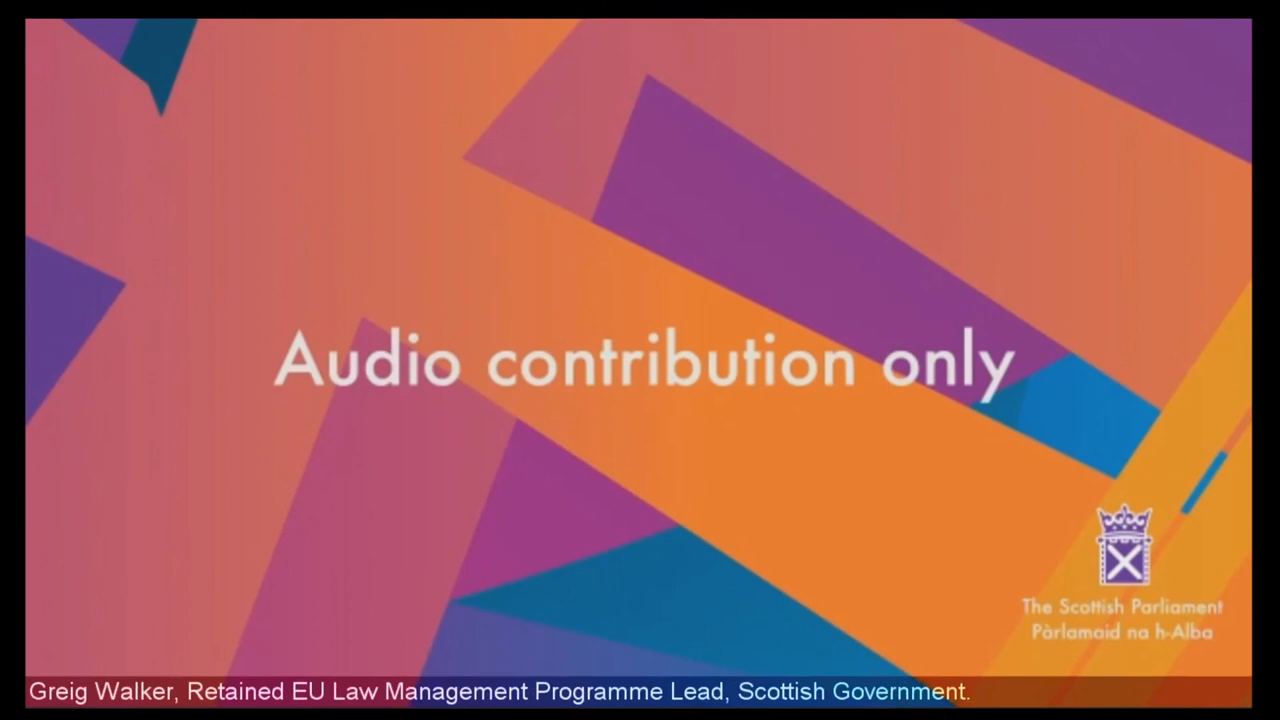 Audio contribution only
The Scottish Parliament
Pàrlamaid na h-Alba
Greig Walker, Retained EU Law Management Programme Lead, Scottish Government.